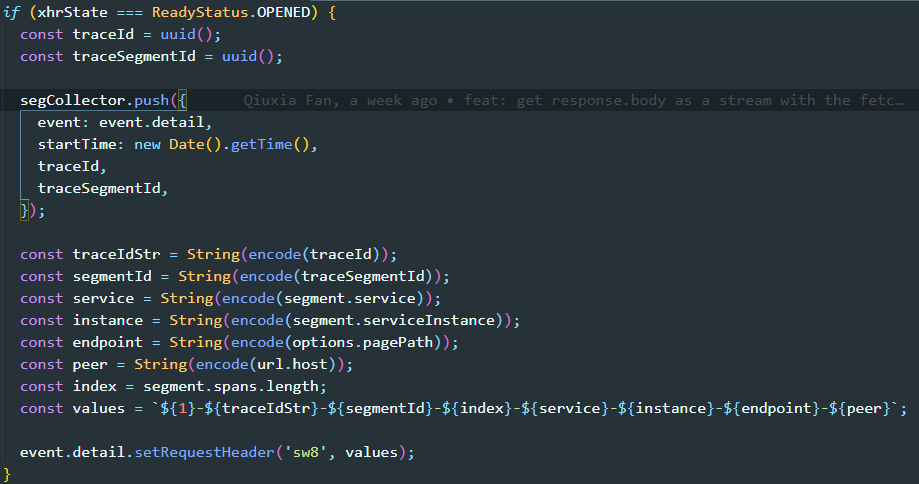 if (xhrState === ReadyStatus.OPENED) {
  const traceId = uuid();
  const traceSegmentId = uuid();

  segCollector.push({      Qiuxia Fan, a week ago • feat: get response.body as a stream with the fetc…
    event: event.detail,
    startTime: new Date().getTime(),
    traceId,
    traceSegmentId,
  });

  const traceIdStr = String(encode(traceId));
  const segmentId = String(encode(traceSegmentId));
  const service = String(encode(segment.service));
  const instance = String(encode(segment.serviceInstance));
  const endpoint = String(encode(options.pagePath));
  const peer = String(encode(url.host));
  const index = segment.spans.length;
  const values = `${1}-${traceIdStr}-${segmentId}-${index}-${service}-${instance}-${endpoint}-${peer}`;

  event.detail.setRequestHeader('sw8', values);
}